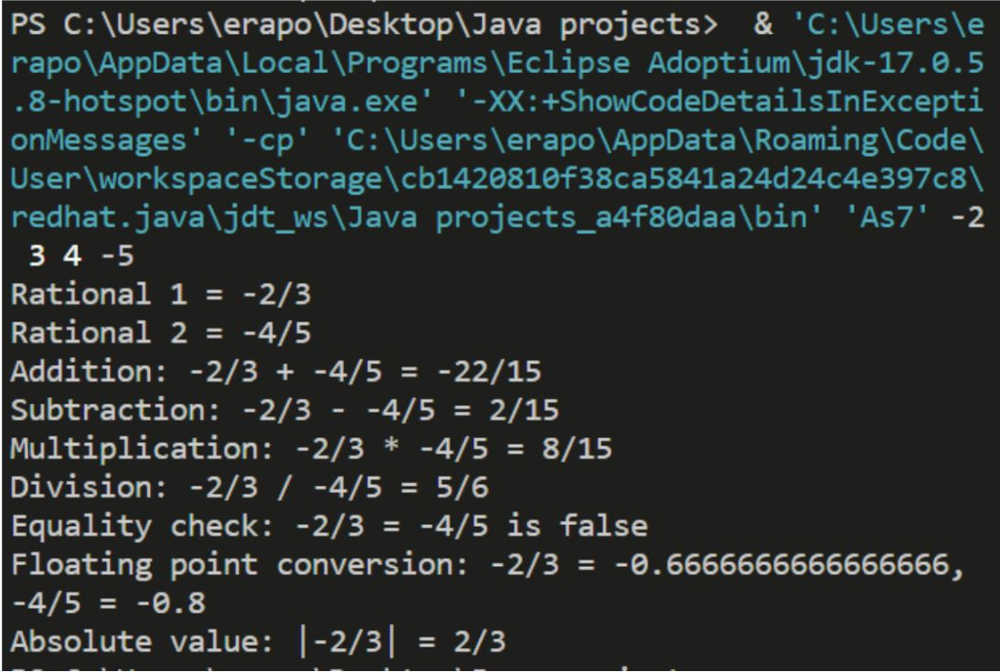 PS C:\Users\erapo\Desktop\Java projects>  & 'C:\Users\e
rapo\AppData\Local\Programs\Eclipse Adoptium\jdk-17.0.5
.8-hotspot\bin\java.exe' '-XX:+ShowCodeDetailsInExcepti
onMessages' '-cp' 'C:\Users\erapo\AppData\Roaming\Code\
User\workspaceStorage\cb1420810f38ca5841a24d24c4e397c8\
redhat.java\jdt_ws\Java projects_a4f80daa\bin' 'As7' -2
 3 4 -5
Rational 1 = -2/3
Rational 2 = -4/5
Addition: -2/3 + -4/5 = -22/15
Subtraction: -2/3 - -4/5 = 2/15
Multiplication: -2/3 * -4/5 = 8/15
Division: -2/3 / -4/5 = 5/6
Equality check: -2/3 = -4/5 is false
Floating point conversion: -2/3 = -0.6666666666666666,
-4/5 = -0.8
Absolute value: |-2/3| = 2/3